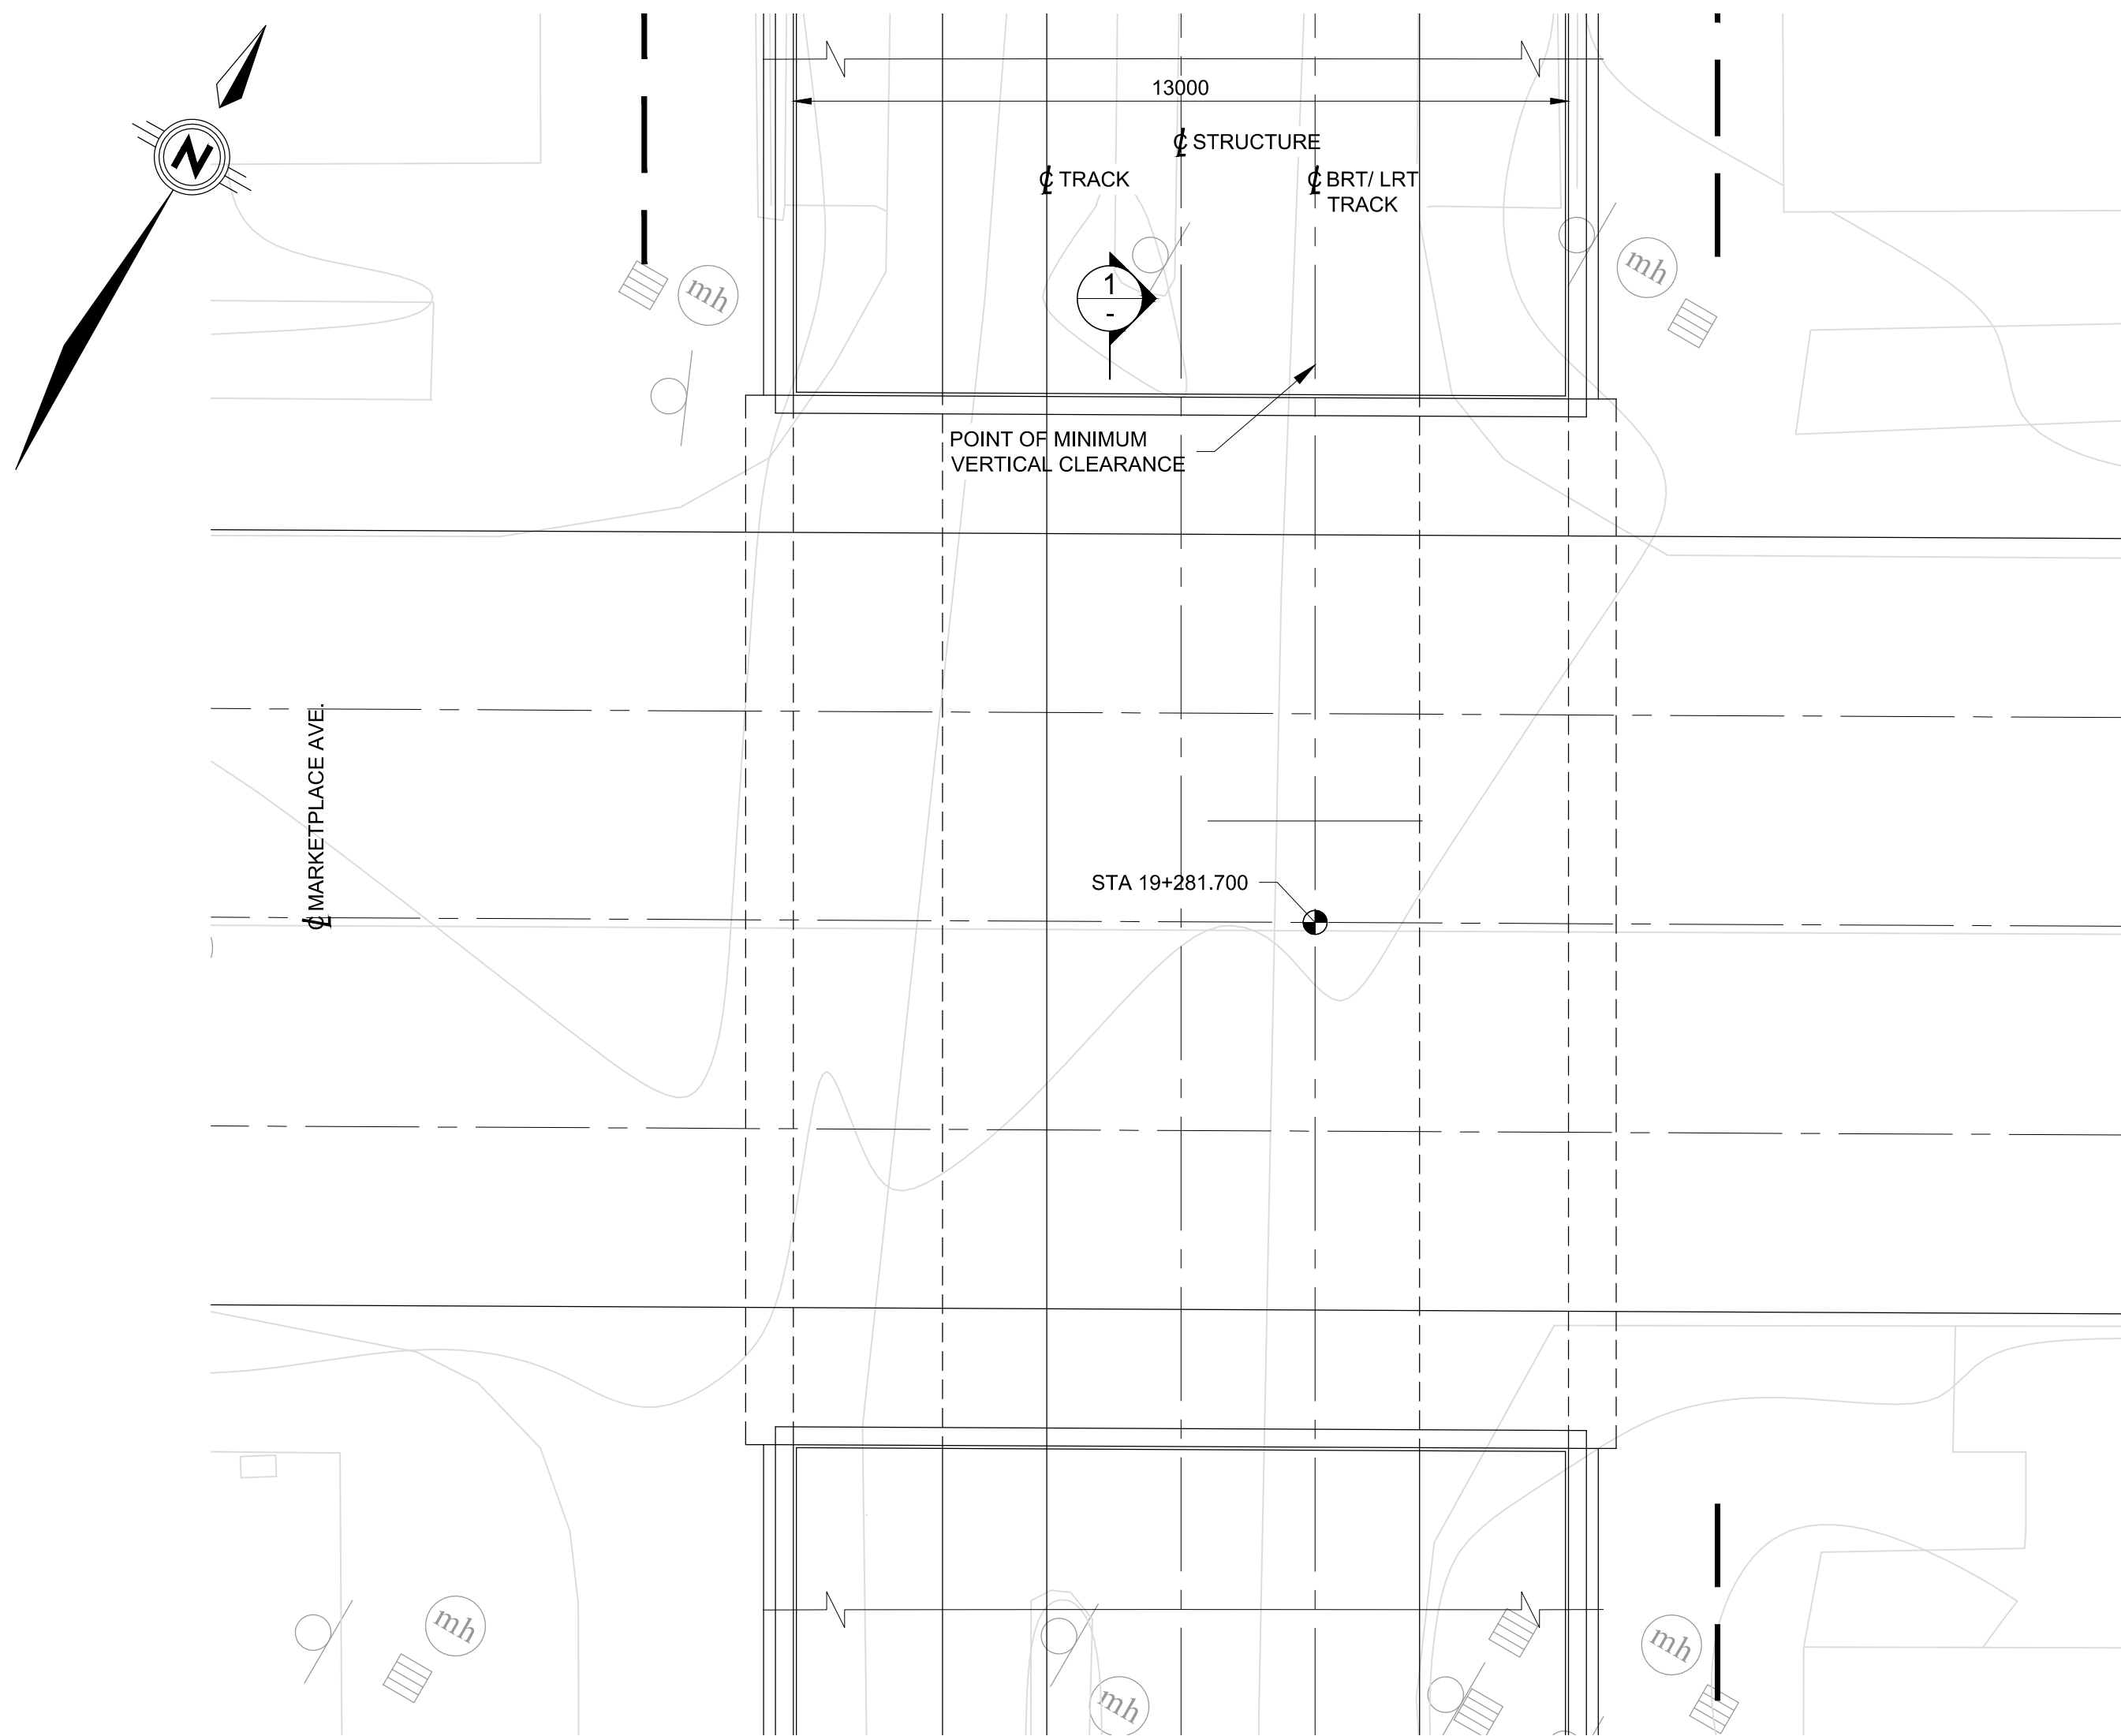 13000
℄ STRUCTURE
℄ TRACK
℄ BRT/ LRT
TRACK
N
mh
mh
1
-
POINT OF MINIMUM
VERTICAL CLEARANCE
℄ MARKETPLACE AVE.
STA 19+281.700
mh
mh
mh